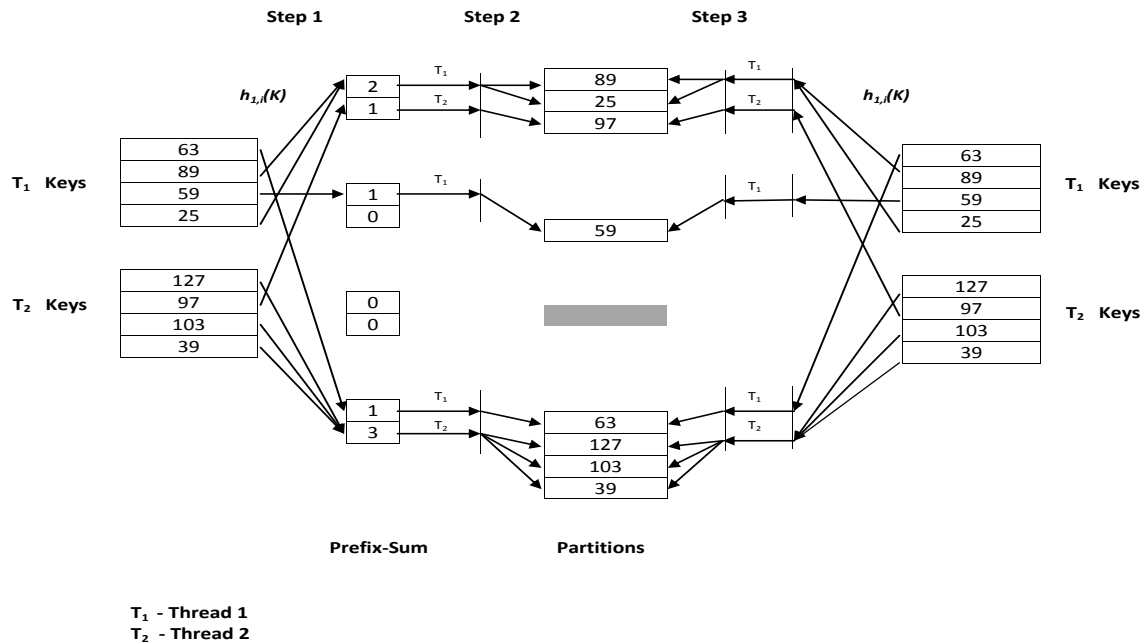 Step 1 Step 2 Step 3
h1,i(K)
T1 Keys
63
89
59
25
T2 Keys
127
97
103
39
2
1
1
0
0
0
1
3
T1
T2
T1
T1
T2
89
25
97
59
63
127
103
39
T1
T2
T1
T1
T2
h1,i(K)
63
89
59
25
T1 Keys
127
97
103
39
T2 Keys
Prefix-Sum Partitions
T1 - Thread 1
T2 - Thread 2